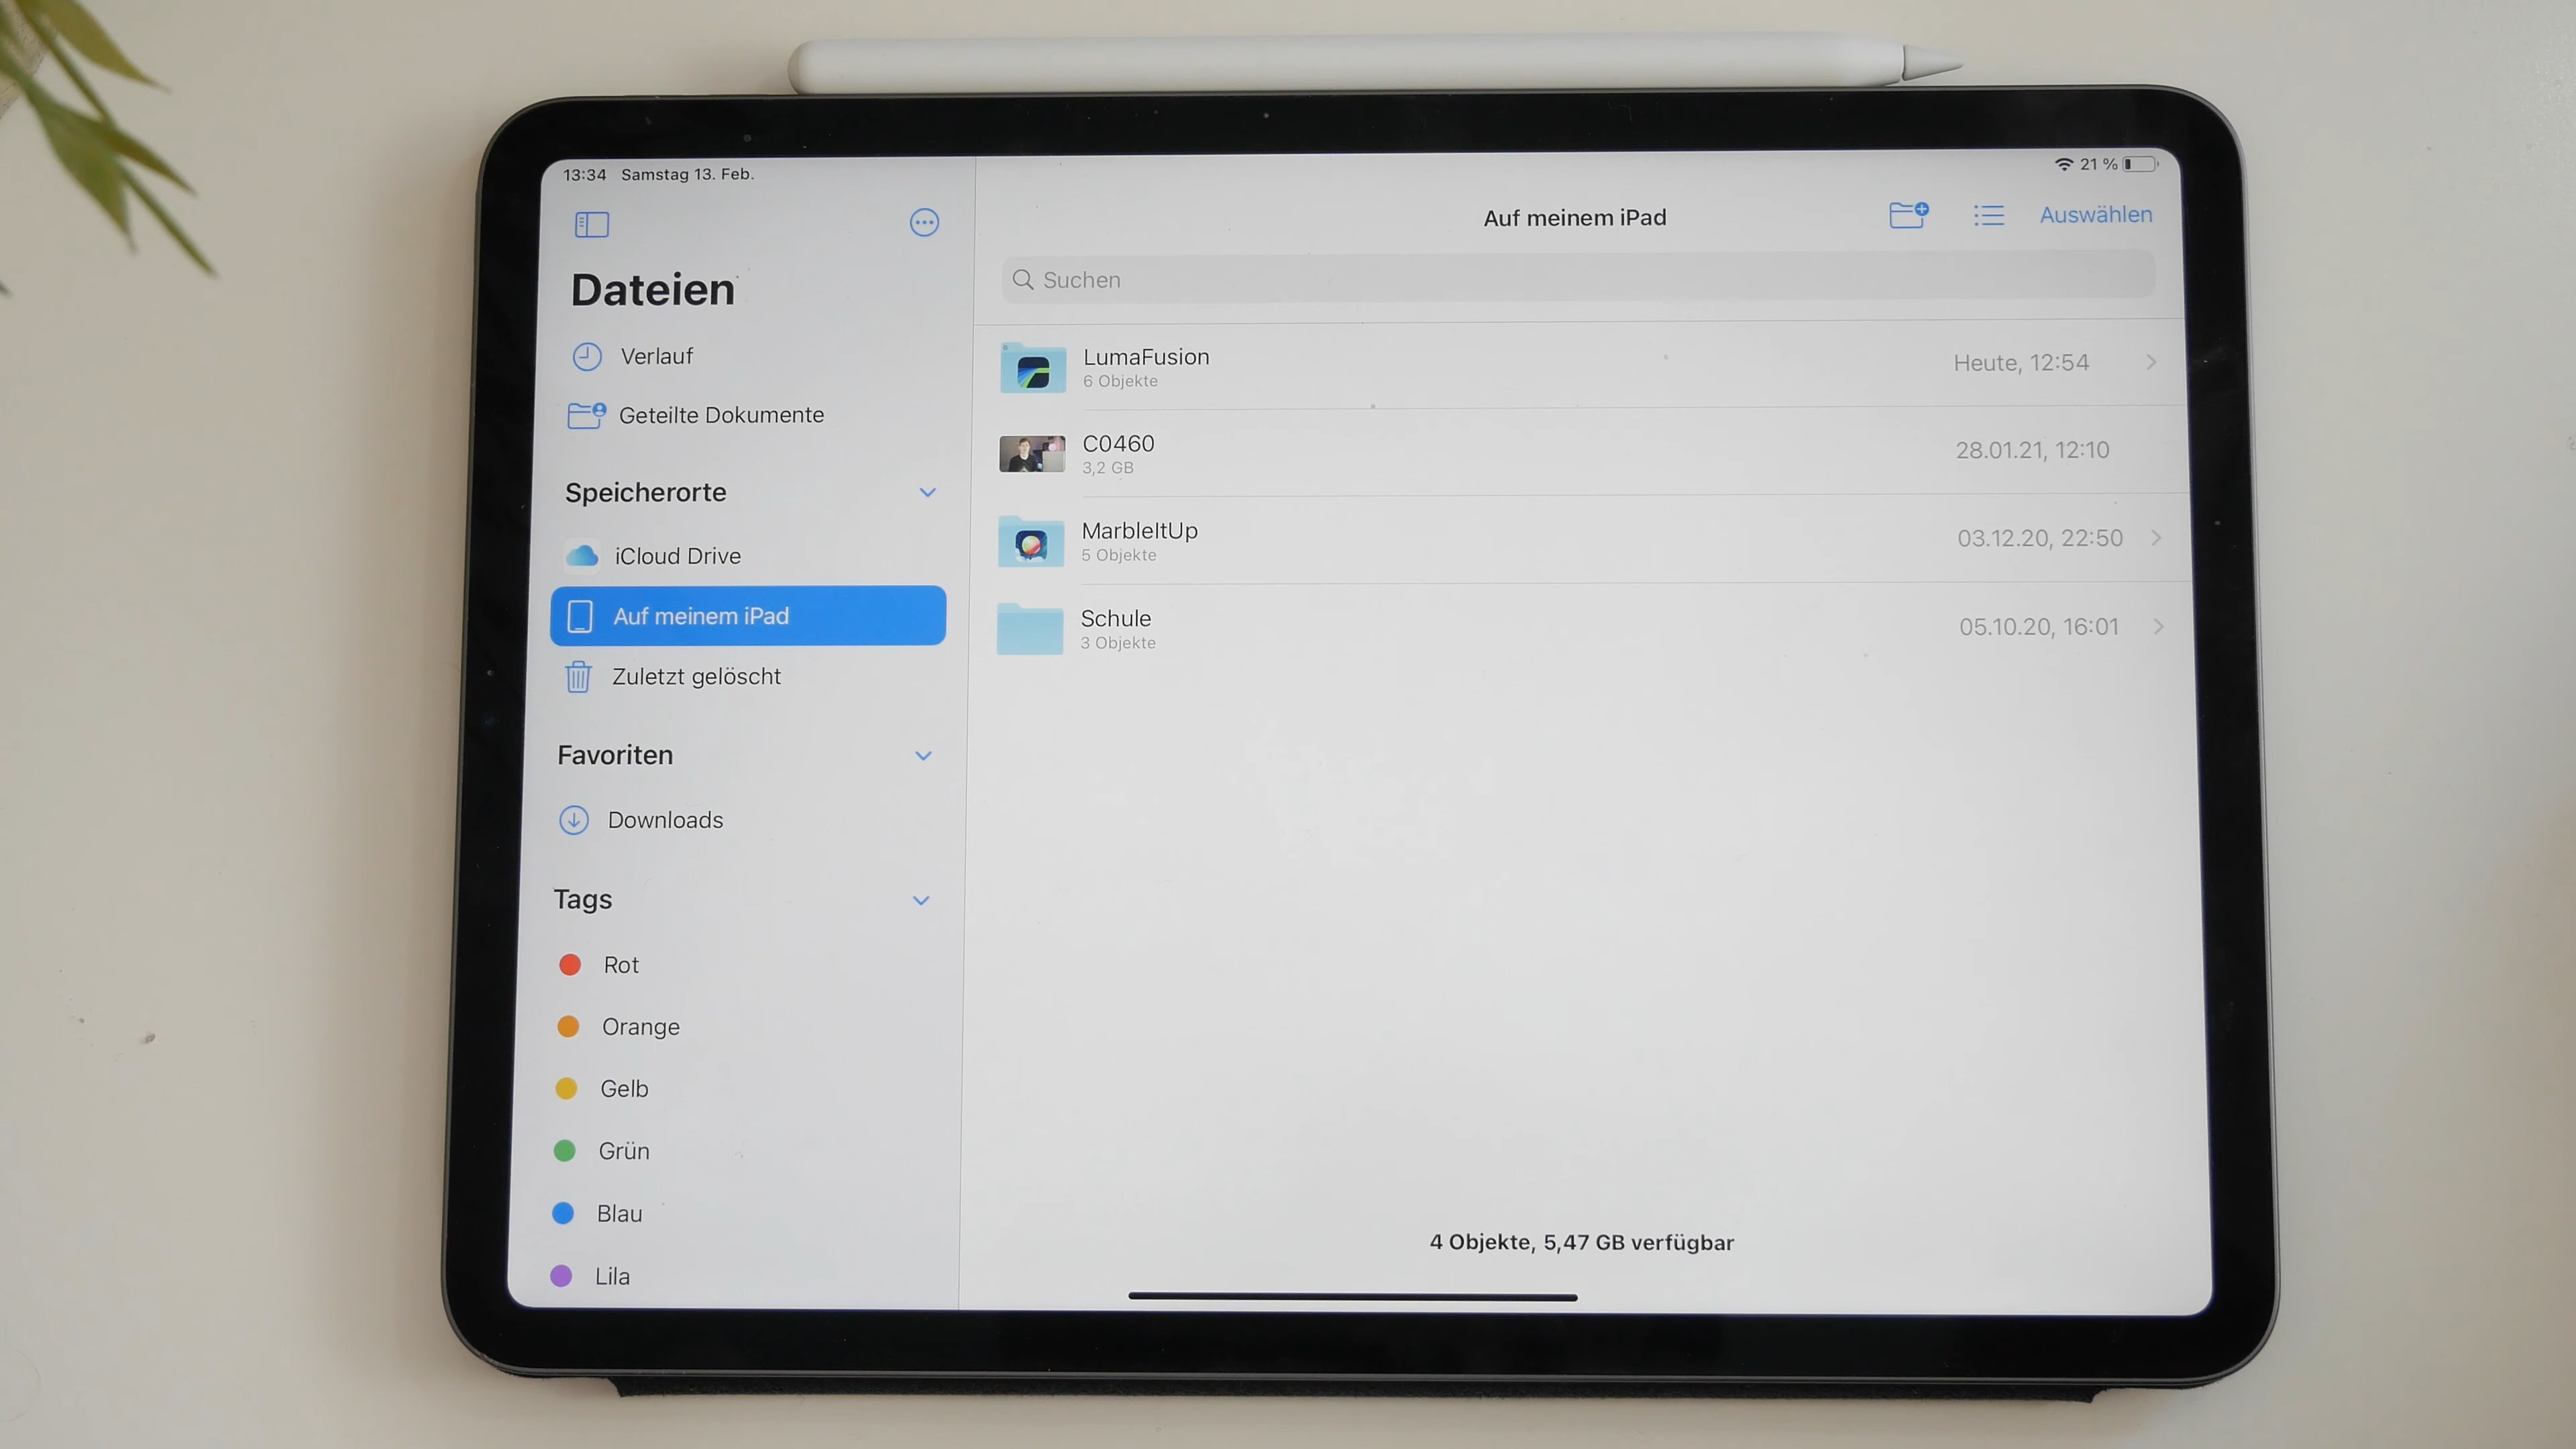 13:34 Samstag 13. Feb.
21 %
Dateien
Verlauf
Geteilte Dokumente
Speicherorte
iCloud Drive
Auf meinem iPad
Zuletzt gelöscht
Favoriten
Downloads
Tags
Rot
Orange
Gelb
Grün
Blau
Lila
Auf meinem iPad
Auswählen
Suchen
LumaFusion
6 Objekte
Heute, 12:54
C0460
3,2 GB
28.01.21, 12:10
MarbleItUp
5 Objekte
03.12.20, 22:50
Schule
3 Objekte
05.10.20, 16:01
4 Objekte, 5,47 GB verfügbar